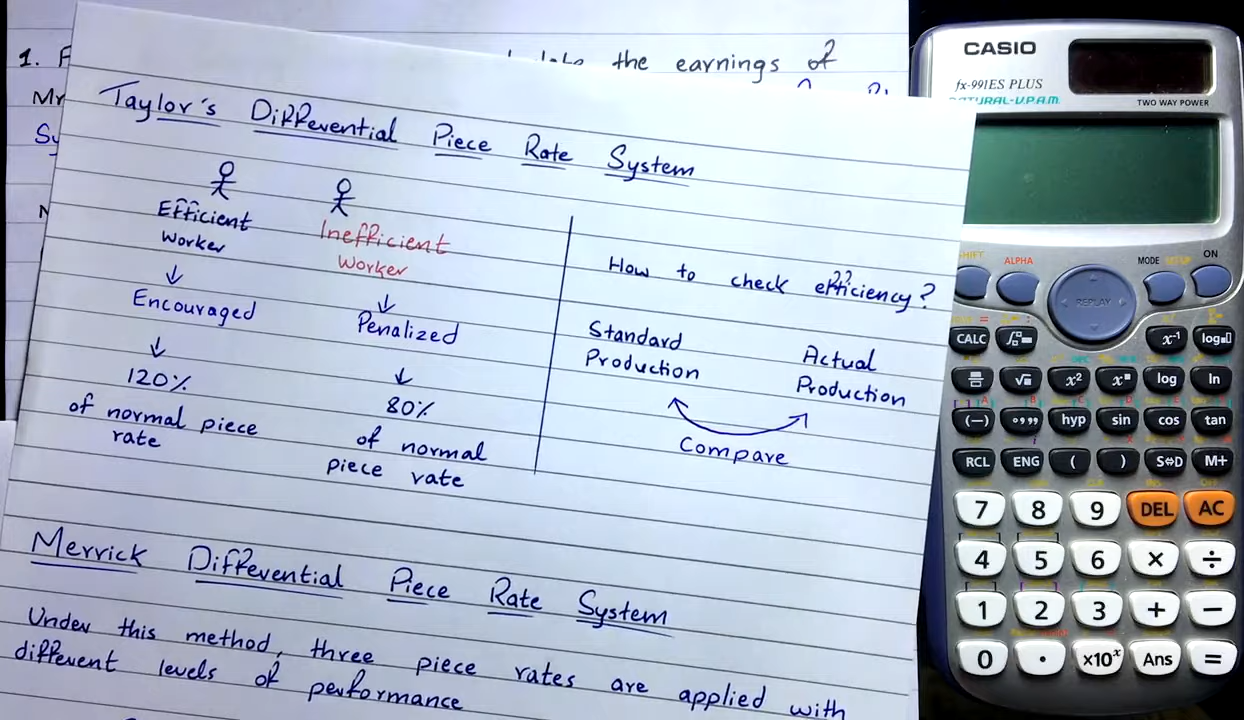 1.
the earnings of
Mr
Sy
Taylor's Differential Piece Rate System
Efficient
Worker
Encouraged
120%
of normal piece
rate
Inefficient
Worker
Penalized
80%
of normal
piece rate
How to check efficiency?
Standard
Production
Actual
Production
Compare
Merrick Differential Piece Rate System
Under this method, three piece rates are applied with
different levels of performance
CASIO
fx-991ES PLUS
NATURAL-V.P.A.M.
TWO WAY POWER
SHIFT
ALPHA
MODE SETUP
ON
REPLAY
CALC
x⁻¹
log
√
x²
log
ln
(−)
hyp
sin
cos
tan
RCL
ENG
(
)
S⇔D
M+
7 8 9 DEL AC
4 5 6 × ÷
1 2 3 + −
0 . ×10ˣ Ans =